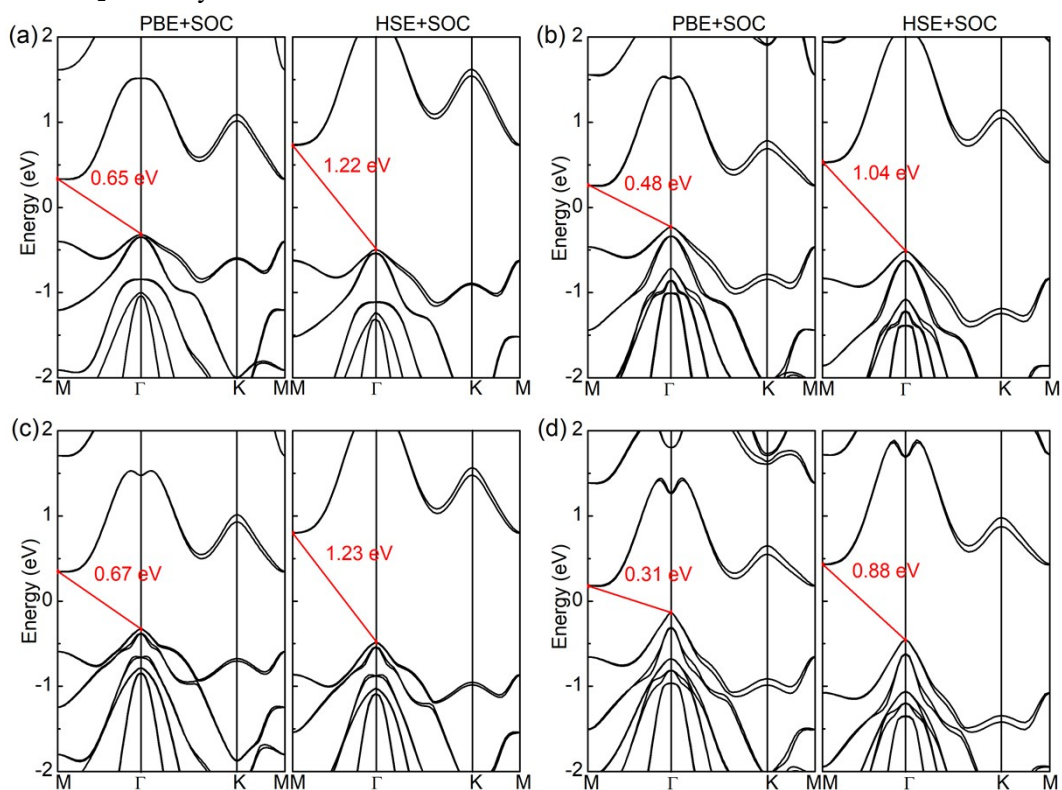 PBE+SOC HSE+SOC PBE+SOC HSE+SOC
(a) (b)
2
1
0
-1
-2
Energy (eV)
0.65 eV
1.22 eV
M Γ K M Γ K M
2
1
0
-1
-2
Energy (eV)
0.48 eV
1.04 eV
M Γ K M Γ K M
(c) (d)
2
1
0
-1
-2
Energy (eV)
0.67 eV
1.23 eV
M Γ K M Γ K M
2
1
0
-1
-2
Energy (eV)
0.31 eV
0.88 eV
M Γ K M Γ K M